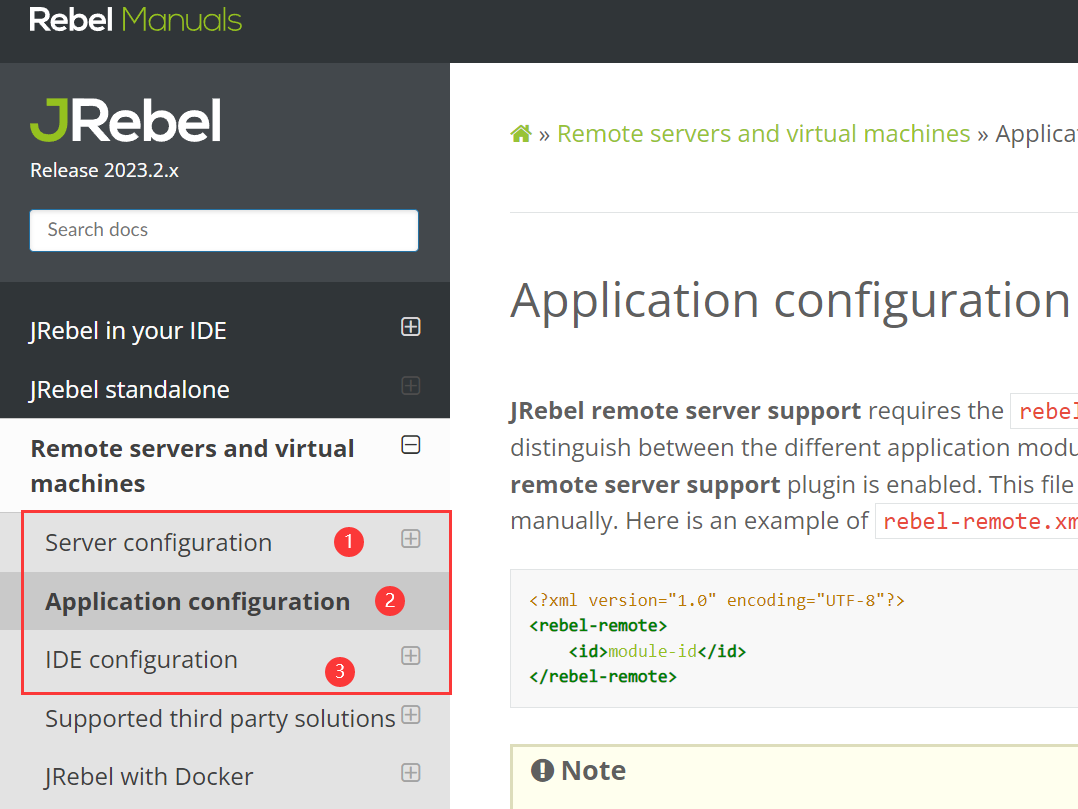 Rebel Manuals
JRebel
Release 2023.2.x
Search docs
JRebel in your IDE
JRebel standalone
Remote servers and virtual
machines
Server configuration 1
Application configuration 2
IDE configuration 3
Supported third party solutions
JRebel with Docker
» Remote servers and virtual machines » Applica
Application configuration
JRebel remote server support requires the rebel
distinguish between the different application modu
remote server support plugin is enabled. This file
manually. Here is an example of rebel-remote.xm
<?xml version="1.0" encoding="UTF-8"?>
<rebel-remote>
<id>module-id</id>
</rebel-remote>
Note